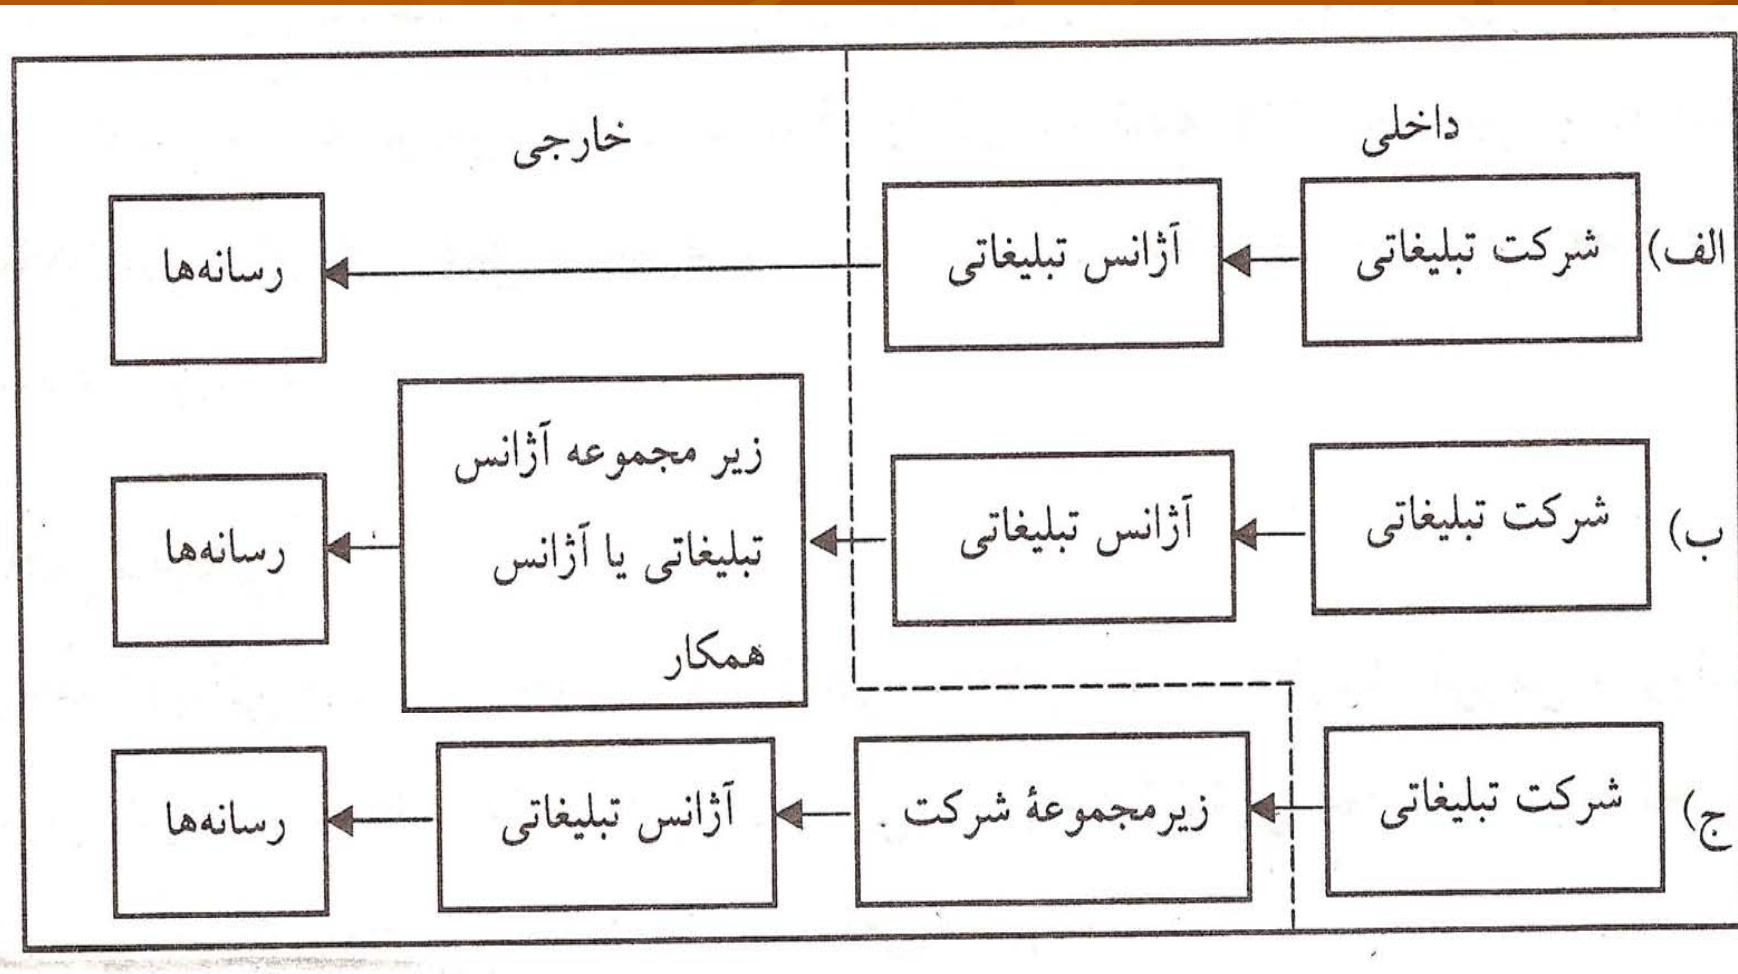 داخلی
خارجی
الف)
شرکت تبلیغاتی
آژانس تبلیغاتی
رسانه‌ها
ب)
شرکت تبلیغاتی
آژانس تبلیغاتی
زیر مجموعه آژانس
تبلیغاتی یا آژانس
همکار
رسانه‌ها
ج)
شرکت تبلیغاتی
زیرمجموعهٔ شرکت
آژانس تبلیغاتی
رسانه‌ها